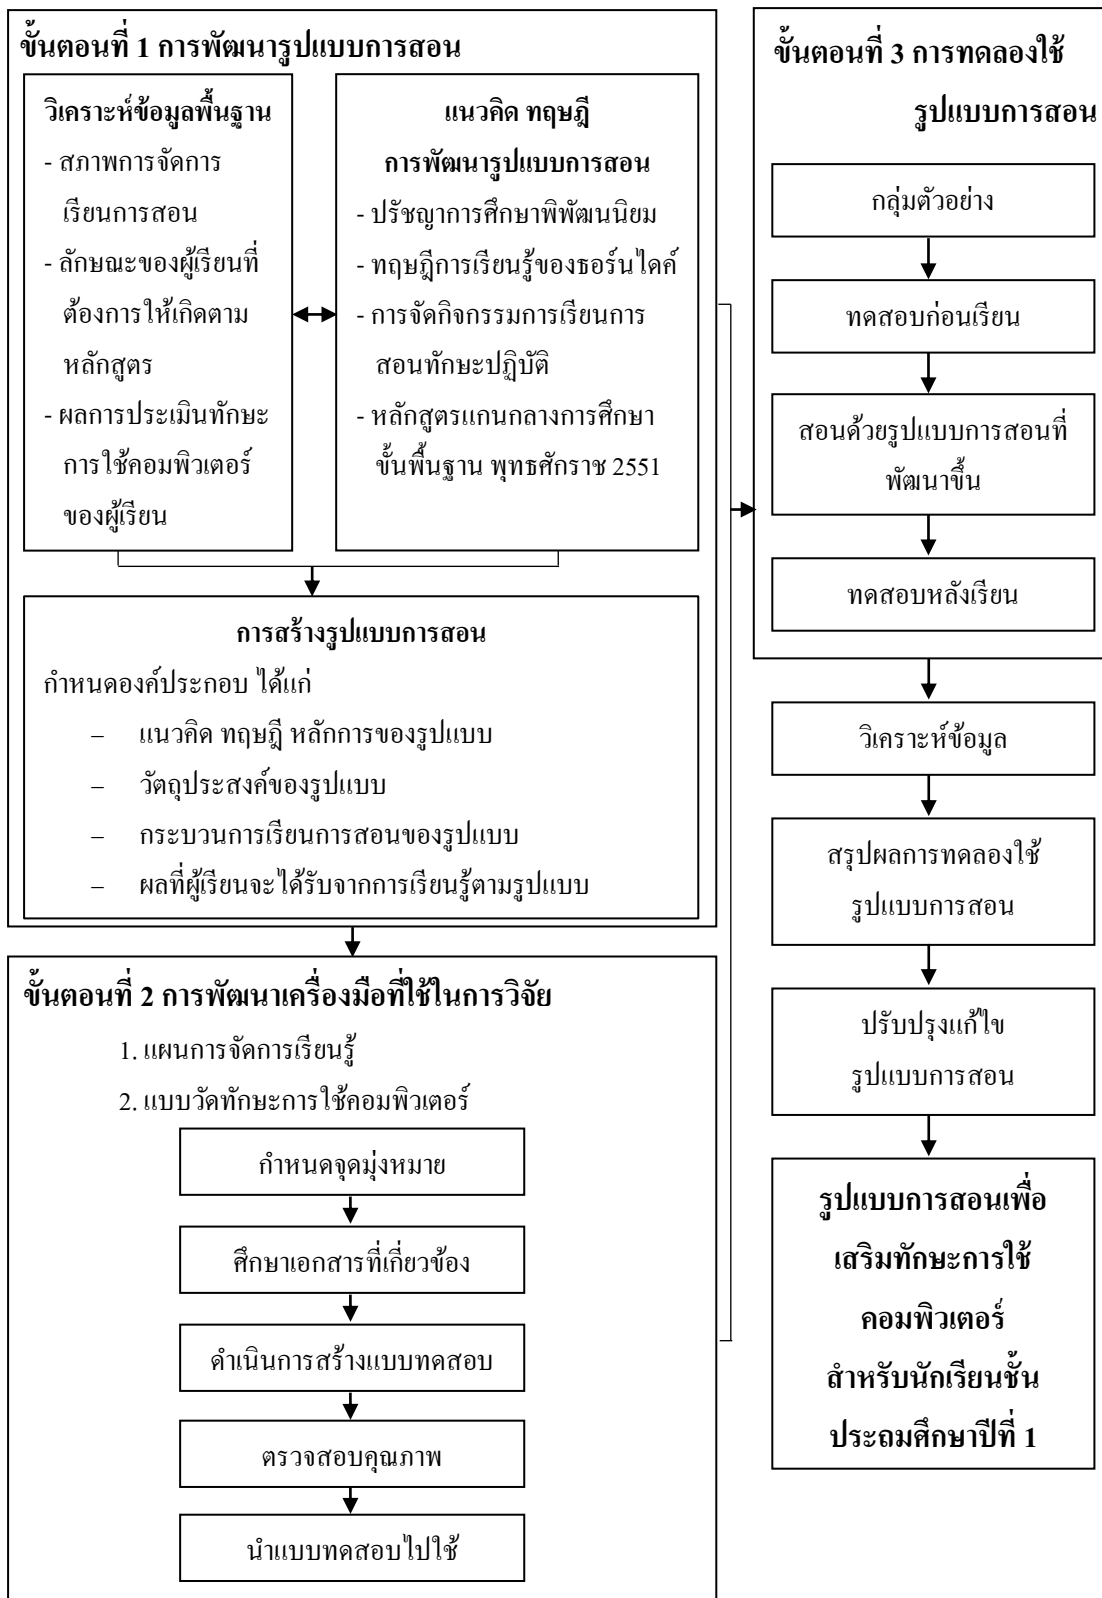 ขั้นตอนที่ 1 การพัฒนารูปแบบการสอน
วิเคราะห์ข้อมูลพื้นฐาน
- สภาพการจัดการ
เรียนการสอน
- ลักษณะของผู้เรียนที่
ต้องการให้เกิดตาม
หลักสูตร
- ผลการประเมินทักษะ
การใช้คอมพิวเตอร์
ของผู้เรียน
แนวคิด ทฤษฎี
การพัฒนารูปแบบการสอน
- ปรัชญาการศึกษาพิพัฒนนิยม
- ทฤษฎีการเรียนรู้ของธอร์นไดค์
- การจัดกิจกรรมการเรียนการ
สอนทักษะปฏิบัติ
- หลักสูตรแกนกลางการศึกษา
ขั้นพื้นฐาน พุทธศักราช 2551
การสร้างรูปแบบการสอน
กำหนดองค์ประกอบ ได้แก่
– แนวคิด ทฤษฎี หลักการของรูปแบบ
– วัตถุประสงค์ของรูปแบบ
– กระบวนการเรียนการสอนของรูปแบบ
– ผลที่ผู้เรียนจะได้รับจากการเรียนรู้ตามรูปแบบ
ขั้นตอนที่ 2 การพัฒนาเครื่องมือที่ใช้ในการวิจัย
1. แผนการจัดการเรียนรู้
2. แบบวัดทักษะการใช้คอมพิวเตอร์
กำหนดจุดมุ่งหมาย
ศึกษาเอกสารที่เกี่ยวข้อง
ดำเนินการสร้างแบบทดสอบ
ตรวจสอบคุณภาพ
นำแบบทดสอบไปใช้
ขั้นตอนที่ 3 การทดลองใช้
รูปแบบการสอน
กลุ่มตัวอย่าง
ทดสอบก่อนเรียน
สอนด้วยรูปแบบการสอนที่
พัฒนาขึ้น
ทดสอบหลังเรียน
วิเคราะห์ข้อมูล
สรุปผลการทดลองใช้
รูปแบบการสอน
ปรับปรุงแก้ไข
รูปแบบการสอน
รูปแบบการสอนเพื่อ
เสริมทักษะการใช้
คอมพิวเตอร์
สำหรับนักเรียนชั้น
ประถมศึกษาปีที่ 1